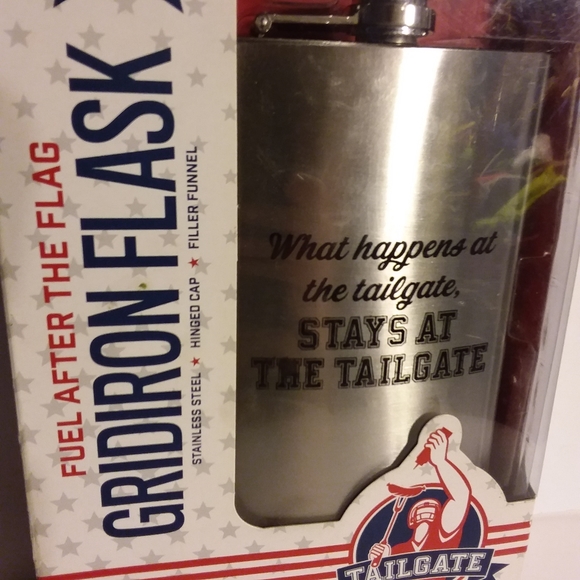 FUEL AFTER THE FLAG
GRIDIRON FLASK
STAINLESS STEEL ★ HINGED CAP ★ FILLER FUNNEL
What happens at
the tailgate,
STAYS AT
THE TAILGATE
TAILGATE